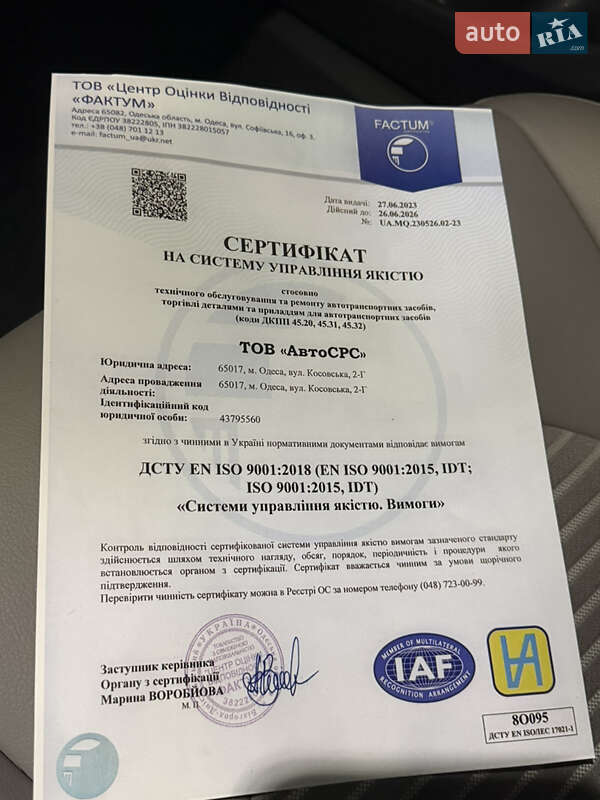 auto RIA.com
ТОВ «Центр Оцінки Відповідності
«ФАКТУМ»
Адреса 65082, Одеська область, м. Одеса, вул. Софіївська, 16, оф. 3.
Код ЄДРПОУ 38222805, ІПН 382228015057
тел.: +38 (048) 701 12 13
e-mail: factum_ua@ukr.net
FACTUM®
Дата видачі: 27.06.2023
Дійсний до: 26.06.2026
№: UA.MQ.230526.02-23
СЕРТИФІКАТ
НА СИСТЕМУ УПРАВЛІННЯ ЯКІСТЮ
стосовно
технічного обслуговування та ремонту автотранспортних засобів,
торгівлі деталями та приладдям для автотранспортних засобів
(коди ДКПП 45.20, 45.31, 45.32)
ТОВ «АвтоСРС»
Юридична адреса: 65017, м. Одеса, вул. Косовська, 2-Г
Адреса провадження діяльності: 65017, м. Одеса, вул. Косовська, 2-Г
Ідентифікаційний код
юридичної особи: 43795560
згідно з чинними в Україні нормативними документами відповідає вимогам
ДСТУ EN ISO 9001:2018 (EN ISO 9001:2015, IDT;
ISO 9001:2015, IDT)
«Системи управління якістю. Вимоги»
Контроль відповідності сертифікованої системи управління якістю вимогам зазначеного стандарту
здійснюється шляхом технічного нагляду, обсяг, порядок, періодичність і процедури якого
встановлюється органом з сертифікації. Сертифікат вважається чинним за умови щорічного
підтвердження.
Перевірити чинність сертифікату можна в Реєстрі ОС за номером телефону (048) 723-00-99.
Заступник керівника
Органу з сертифікації
Марина ВОРОБЙОВА
М. П.
УКРАЇНА
ЦЕНТР ОЦІНКИ
ВІДПОВІДНОСТІ
MEMBER OF MULTILATERAL
IAF
RECOGNITION ARRANGEMENT
8О095
ДСТУ EN ISO/IEC 17021-1